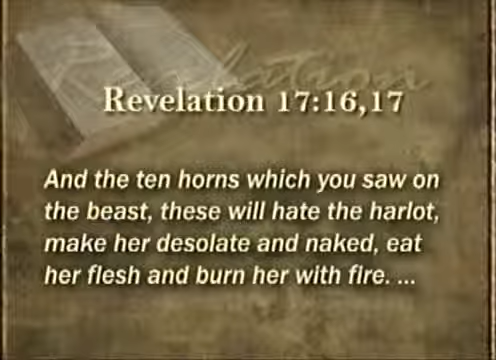 Revelation
Revelation 17:16,17
And the ten horns which you saw on
the beast, these will hate the harlot,
make her desolate and naked, eat
her flesh and burn her with fire. ...